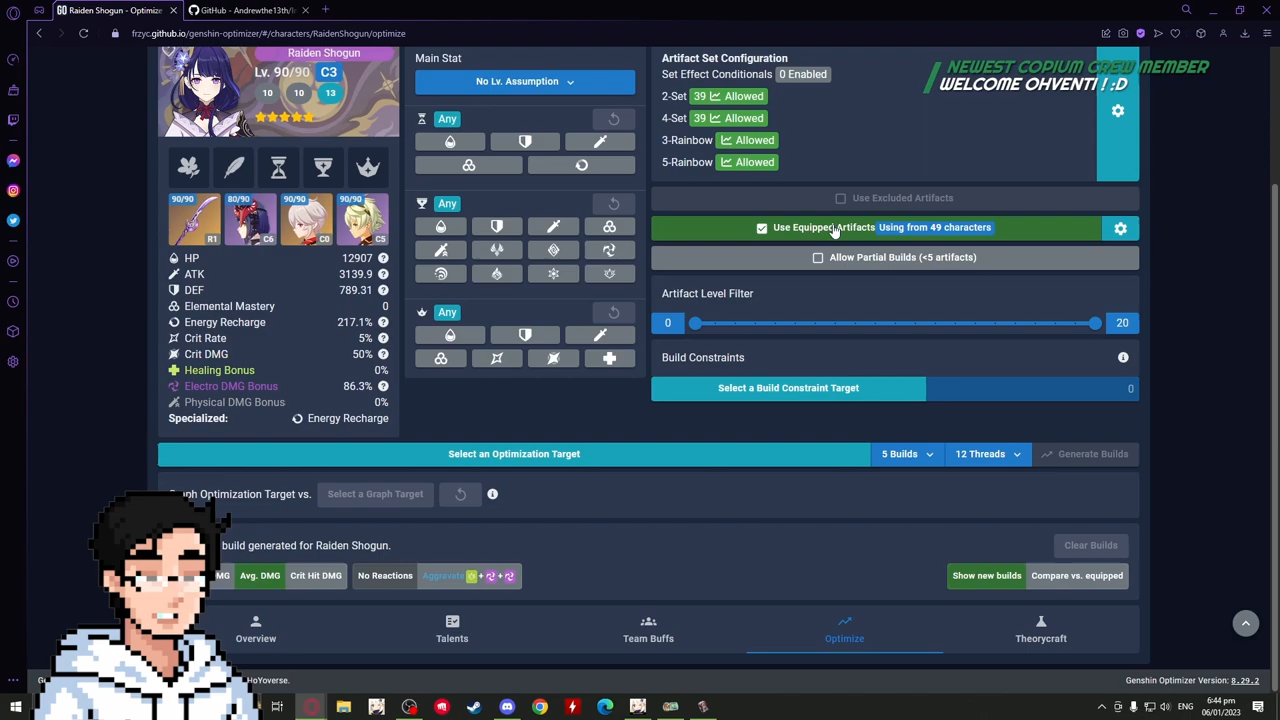 Raiden Shogun - Optimize
GitHub - Andrewthe13th/I
frzyc.github.io/genshin-optimizer/#/characters/RaidenShogun/optimize
NEWEST COPIUM CREW MEMBER
WELCOME OHVENTI ! :D
Raiden Shogun
Lv. 90/90 C3
10 10 13
90/90 80/90 90/90 90/90
R1 C6 C0 C5
HP 12907
ATK 3139.9
DEF 789.31
Elemental Mastery 0
Energy Recharge 217.1%
Crit Rate 5%
Crit DMG 50%
Healing Bonus 0%
Electro DMG Bonus 86.3%
Physical DMG Bonus 0%
Specialized: Energy Recharge
Main Stat
No Lv. Assumption
Any
Any
Any
Artifact Set Configuration
Set Effect Conditionals 0 Enabled
2-Set 39 Allowed
4-Set 39 Allowed
3-Rainbow Allowed
5-Rainbow Allowed
Use Excluded Artifacts
Use Equipped Artifacts Using from 49 characters
Allow Partial Builds (<5 artifacts)
Artifact Level Filter
0 20
Build Constraints
Select a Build Constraint Target 0
Select an Optimization Target 5 Builds 12 Threads Generate Builds
Graph Optimization Target vs. Select a Graph Target
build generated for Raiden Shogun. Clear Builds
MG Avg. DMG Crit Hit DMG No Reactions Aggravate + + Show new builds Compare vs. equipped
Overview Talents Team Buffs Optimize Theorycraft
HoYoverse. Genshin Optimizer Version: 8.29.2
ENG 6:44 pm
06/01/2023